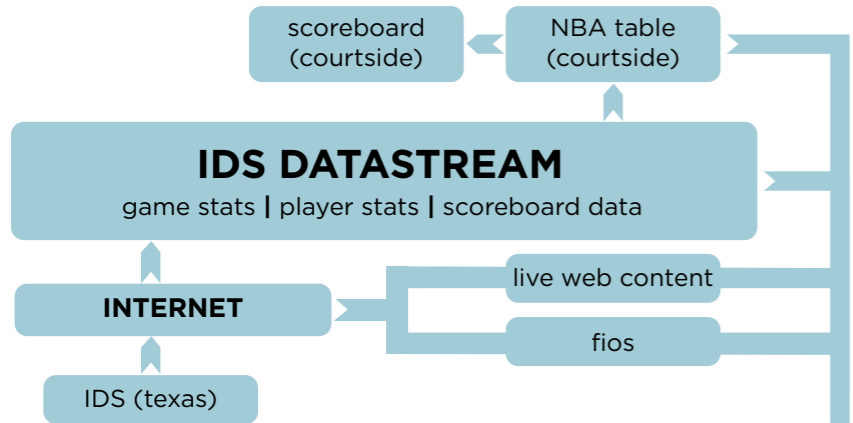 scoreboard
(courtside)
NBA table
(courtside)
IDS DATASTREAM
game stats | player stats | scoreboard data
live web content
INTERNET
fios
IDS (texas)